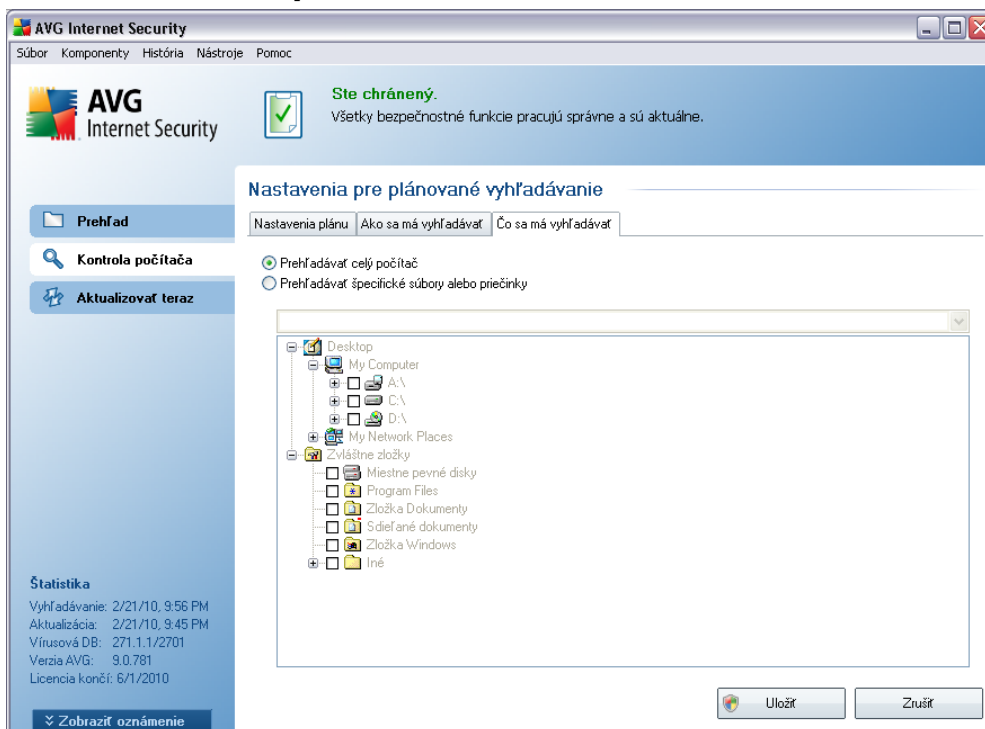 AVG Internet Security
Súbor Komponenty História Nástroje Pomoc
AVG
Internet Security
Ste chránený.
Všetky bezpečnostné funkcie pracujú správne a sú aktuálne.
Nastavenia pre plánované vyhľadávanie
Prehľad
Kontrola počítača
Aktualizovať teraz
Nastavenia plánu Ako sa má vyhľadávať Čo sa má vyhľadávať
Prehľadávať celý počítač
Prehľadávať špecifické súbory alebo priečinky
Desktop
My Computer
A:\
C:\
D:\
My Network Places
Zvláštne zložky
Miestne pevné disky
Program Files
Zložka Dokumenty
Sdieľané dokumenty
Zložka Windows
Iné
Štatistika
Vyhľadávanie: 2/21/10, 9:56 PM
Aktualizácia: 2/21/10, 9:45 PM
Vírusová DB: 271.1.1/2701
Verzia AVG: 9.0.781
Licencia končí: 6/1/2010
Zobraziť oznámenie
Uložiť
Zrušiť